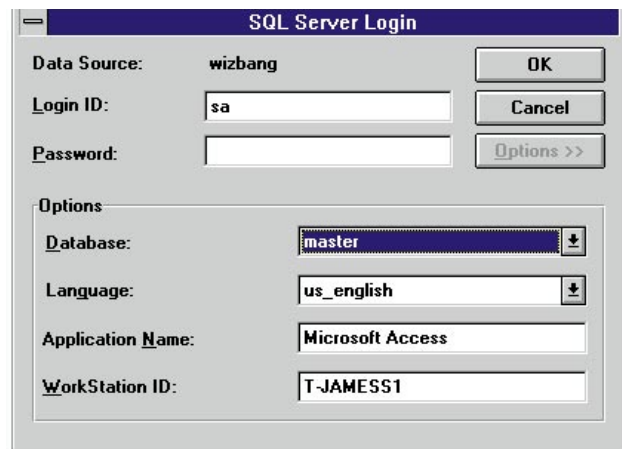 SQL Server Login
Data Source: wizbang
OK
Login ID: sa
Cancel
Password:
Options >>
Options
Database: master
Language: us_english
Application Name: Microsoft Access
WorkStation ID: T-JAMESS1